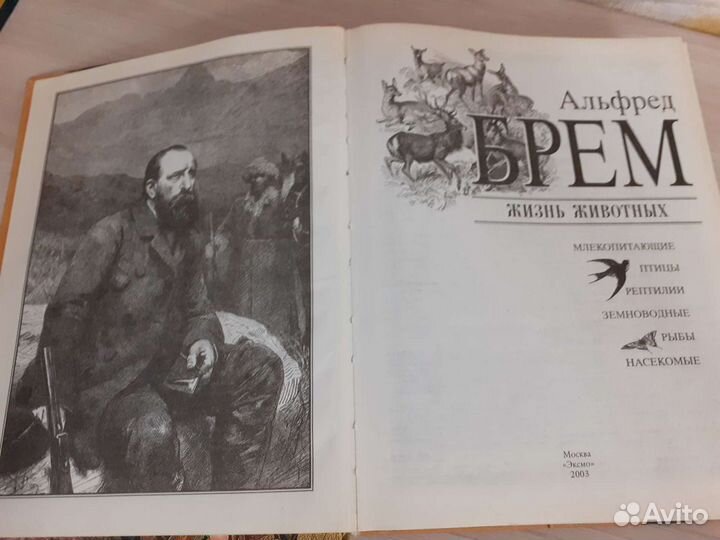 Альфред
БРЕМ
ЖИЗНЬ ЖИВОТНЫХ
МЛЕКОПИТАЮЩИЕ
ПТИЦЫ
РЕПТИЛИИ
ЗЕМНОВОДНЫЕ
РЫБЫ
НАСЕКОМЫЕ
Москва
«Эксмо»
2003
Avito